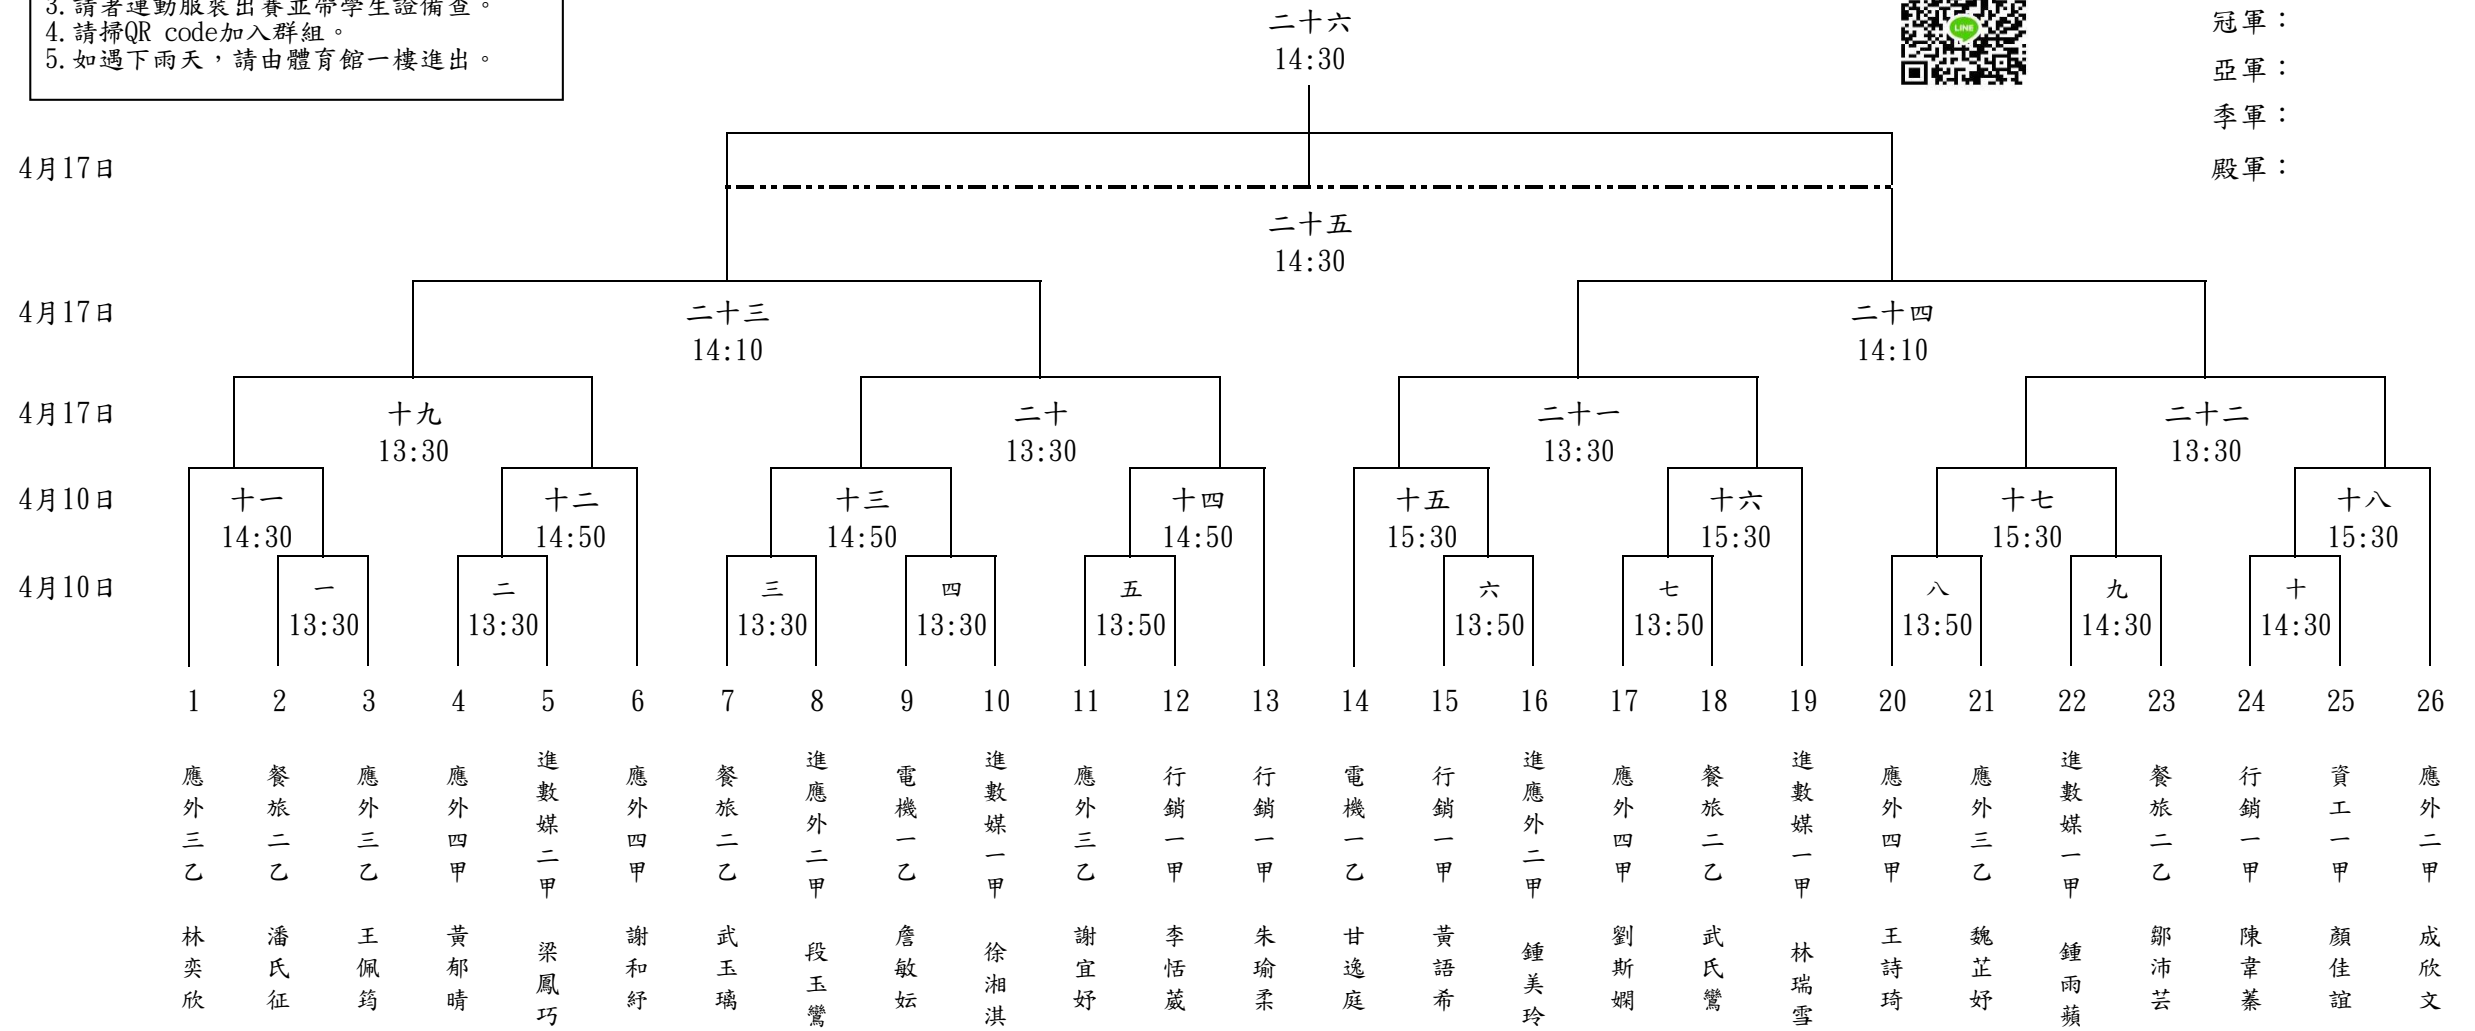 3.請著運動服裝出賽並帶學生證備查。
4.請掃QR code加入群組。
5.如遇下雨天，請由體育館一樓進出。
二十六
14:30
LINE
冠軍：
亞軍：
季軍：
殿軍：
4月17日
二十五
14:30
4月17日
二十三
14:10
二十四
14:10
4月17日
十九
13:30
二十
13:30
二十一
13:30
二十二
13:30
4月10日
十一
14:30
十二
14:50
十三
14:50
十四
14:50
十五
15:30
十六
15:30
十七
15:30
十八
15:30
4月10日
一
13:30
二
13:30
三
13:30
四
13:30
五
13:50
六
13:50
七
13:50
八
13:50
九
14:30
十
14:30
1
應外三乙
林奕欣
2
餐旅二乙
潘氏征
3
應外三乙
王佩筠
4
應外四甲
黃郁晴
5
進數媒二甲
梁鳳巧
6
應外四甲
謝和紓
7
餐旅二乙
武玉璃
8
進應外二甲
段玉鸞
9
電機一乙
詹敏妘
10
進數媒一甲
徐湘淇
11
應外三乙
謝宜妤
12
行銷一甲
李恬葳
13
行銷一甲
朱瑜柔
14
電機一乙
甘逸庭
15
行銷一甲
黃語希
16
進應外二甲
鍾美玲
17
應外四甲
劉斯嫻
18
餐旅二乙
武氏鸞
19
進數媒一甲
林瑞雪
20
應外四甲
王詩琦
21
應外三乙
魏芷妤
22
進數媒一甲
鍾雨蘋
23
餐旅二乙
鄒沛芸
24
行銷一甲
陳韋蓁
25
資工一甲
顏佳誼
26
應外二甲
成欣文